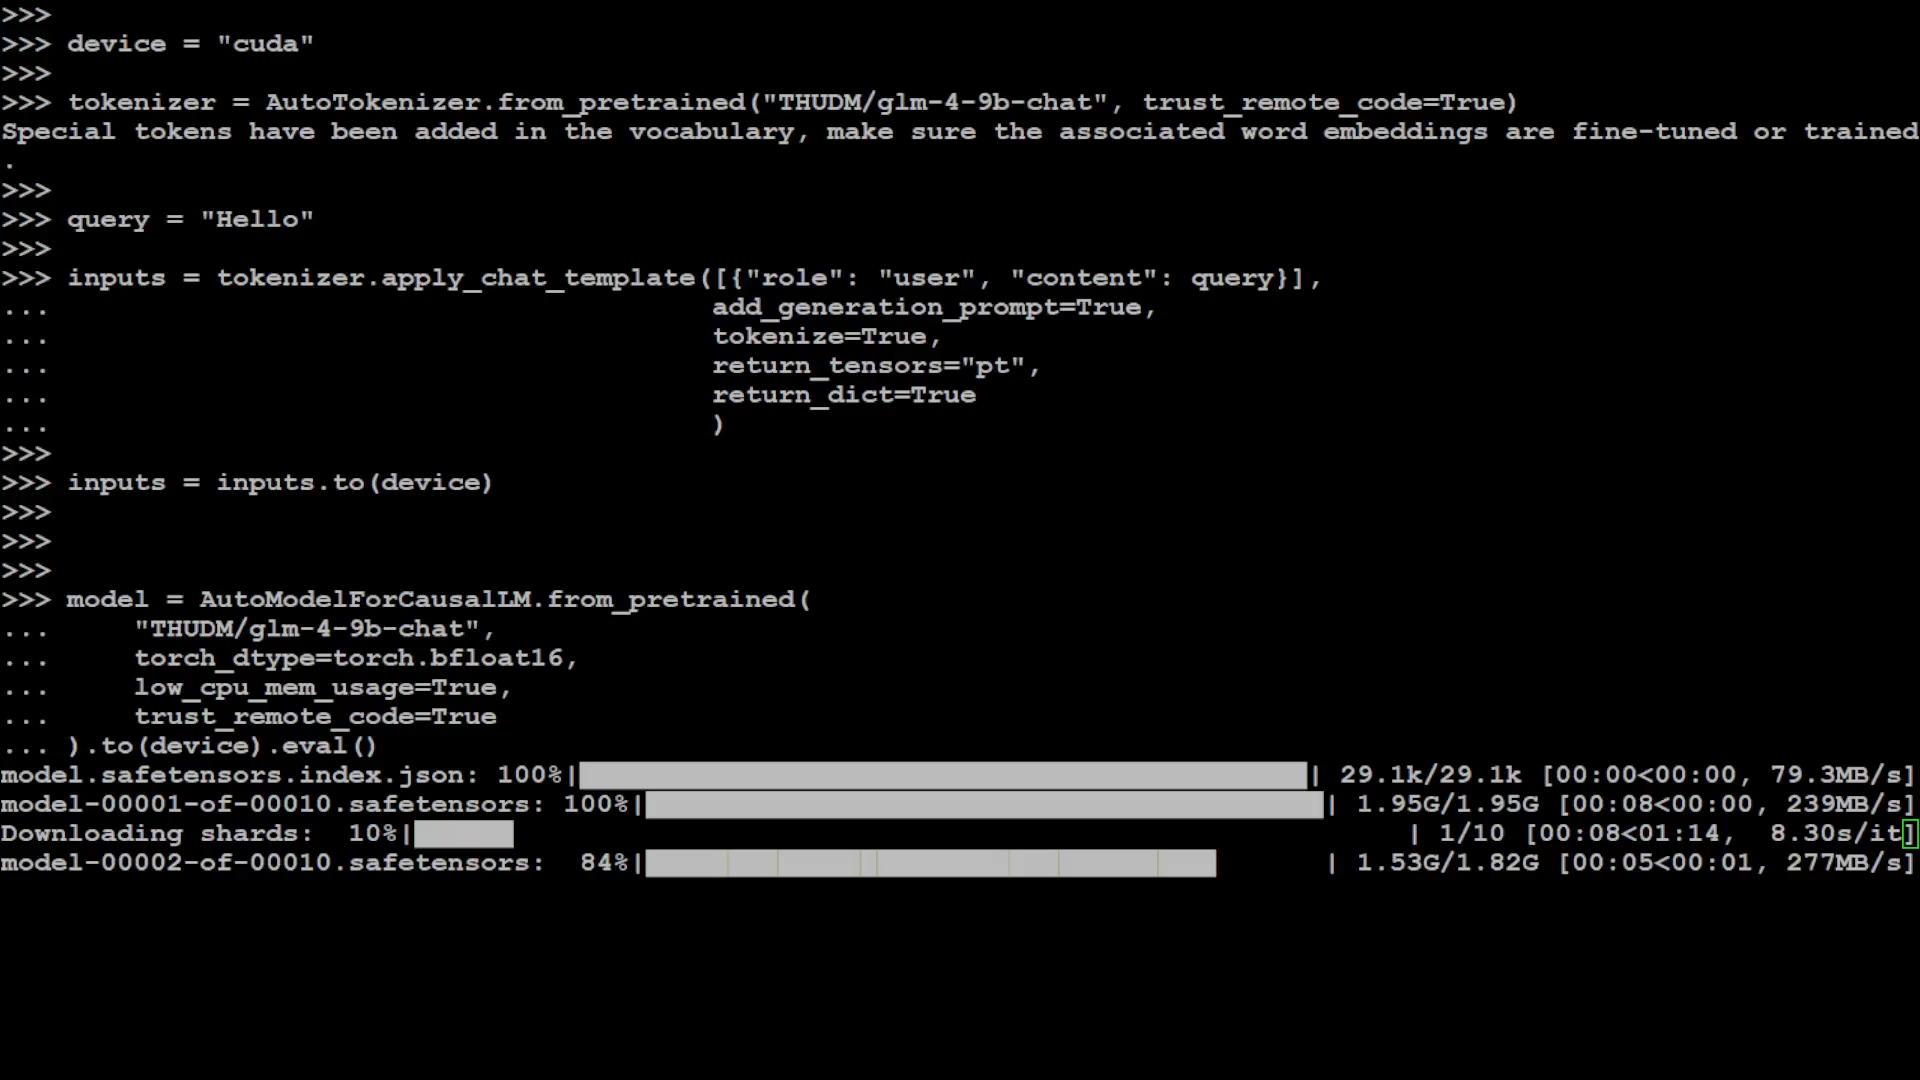 >>>
>>> device = "cuda"
>>>
>>> tokenizer = AutoTokenizer.from_pretrained("THUDM/glm-4-9b-chat", trust_remote_code=True)
Special tokens have been added in the vocabulary, make sure the associated word embeddings are fine-tuned or trained
.
>>>
>>> query = "Hello"
>>>
>>> inputs = tokenizer.apply_chat_template([{"role": "user", "content": query}],
...                                        add_generation_prompt=True,
...                                        tokenize=True,
...                                        return_tensors="pt",
...                                        return_dict=True
...                                        )
>>>
>>> inputs = inputs.to(device)
>>>
>>>
>>>
>>> model = AutoModelForCausalLM.from_pretrained(
...     "THUDM/glm-4-9b-chat",
...     torch_dtype=torch.bfloat16,
...     low_cpu_mem_usage=True,
...     trust_remote_code=True
... ).to(device).eval()
model.safetensors.index.json: 100%|| 29.1k/29.1k [00:00<00:00, 79.3MB/s]
model-00001-of-00010.safetensors: 100%|| 1.95G/1.95G [00:08<00:00, 239MB/s]
Downloading shards:  10%|| 1/10 [00:08<01:14,  8.30s/it]
model-00002-of-00010.safetensors:  84%|| 1.53G/1.82G [00:05<00:01, 277MB/s]